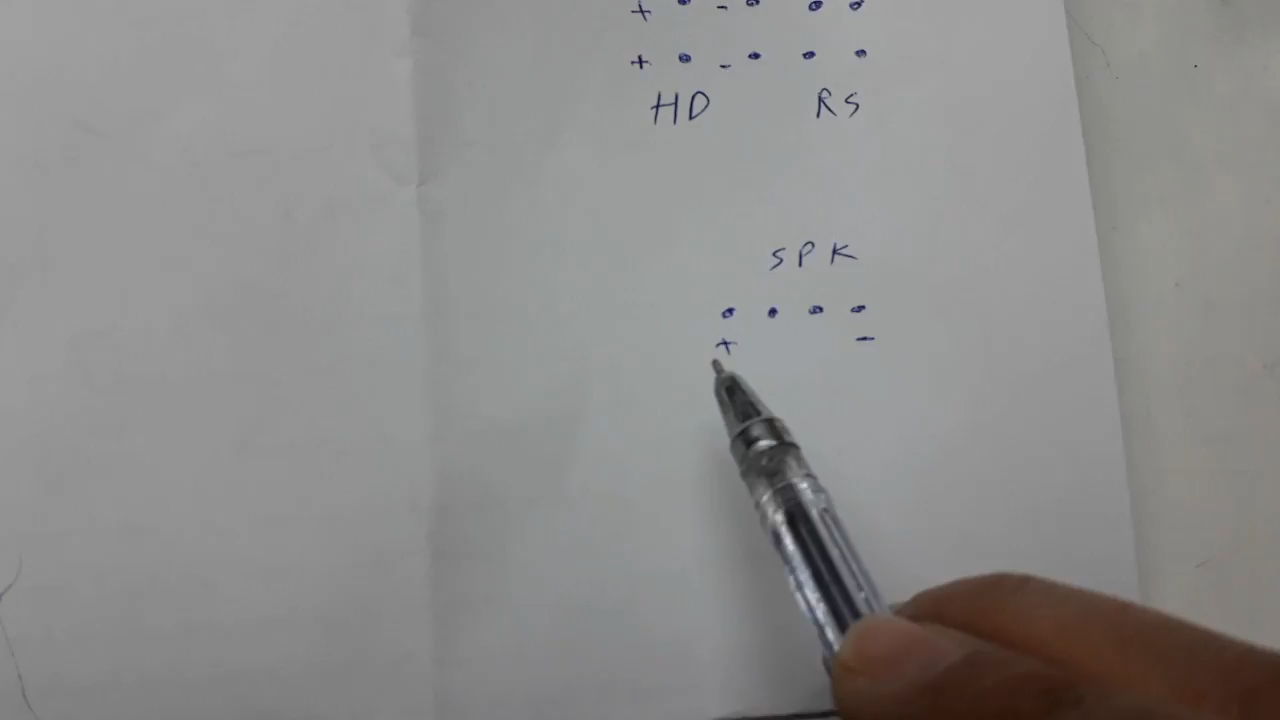 + • - • • •
+ • - • • •
HD RS
SPK
• • • •
+ -